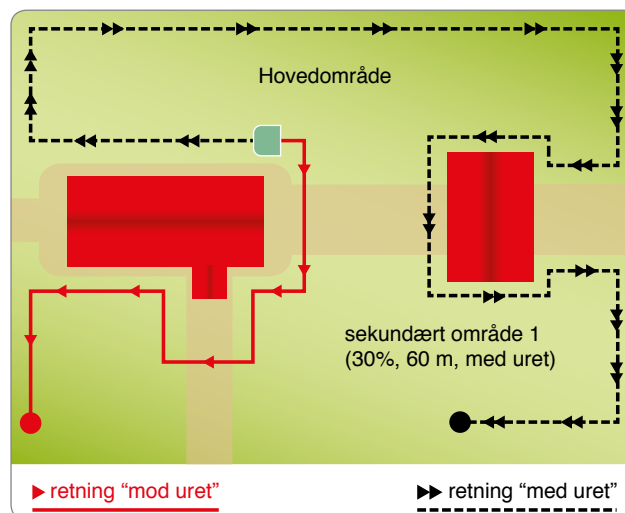 Hovedområde
sekundært område 1
(30%, 60 m, med uret)
retning “mod uret”
retning “med uret”